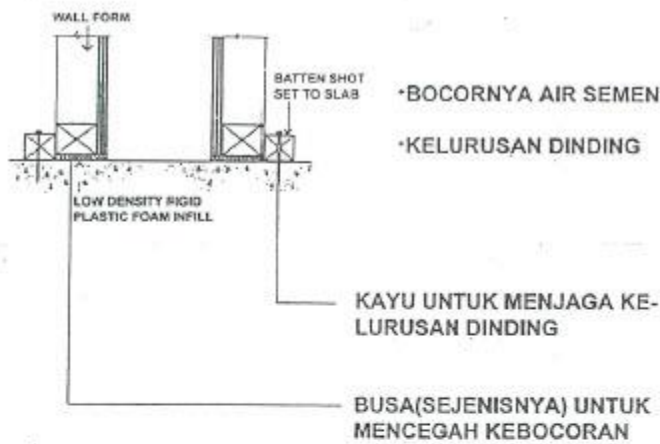 WALL FORM
BATTEN SHOT
SET TO SLAB
•BOCORNYA AIR SEMEN
•KELURUSAN DINDING
LOW DENSITY RIGID
PLASTIC FOAM INFILL
KAYU UNTUK MENJAGA KE-
LURUSAN DINDING
BUSA(SEJENISNYA) UNTUK
MENCEGAH KEBOCORAN